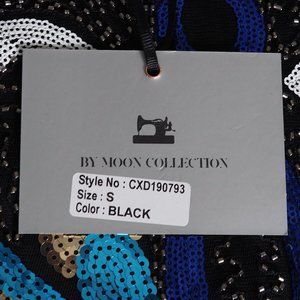 BY MOON COLLECTION
Style No : CXD190793
Size : S
Color : BLACK